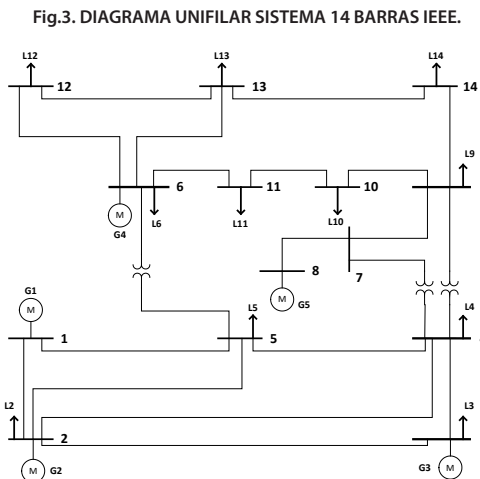 Fig.3. DIAGRAMA UNIFILAR SISTEMA 14 BARRAS IEEE.
L12
L13
L14
12
13
14
L9
6
11
10
M
G4
L6
L11
L10
8
7
M
G5
G1
M
L5
L4
1
5
L2
L3
2
M
G2
G3
M